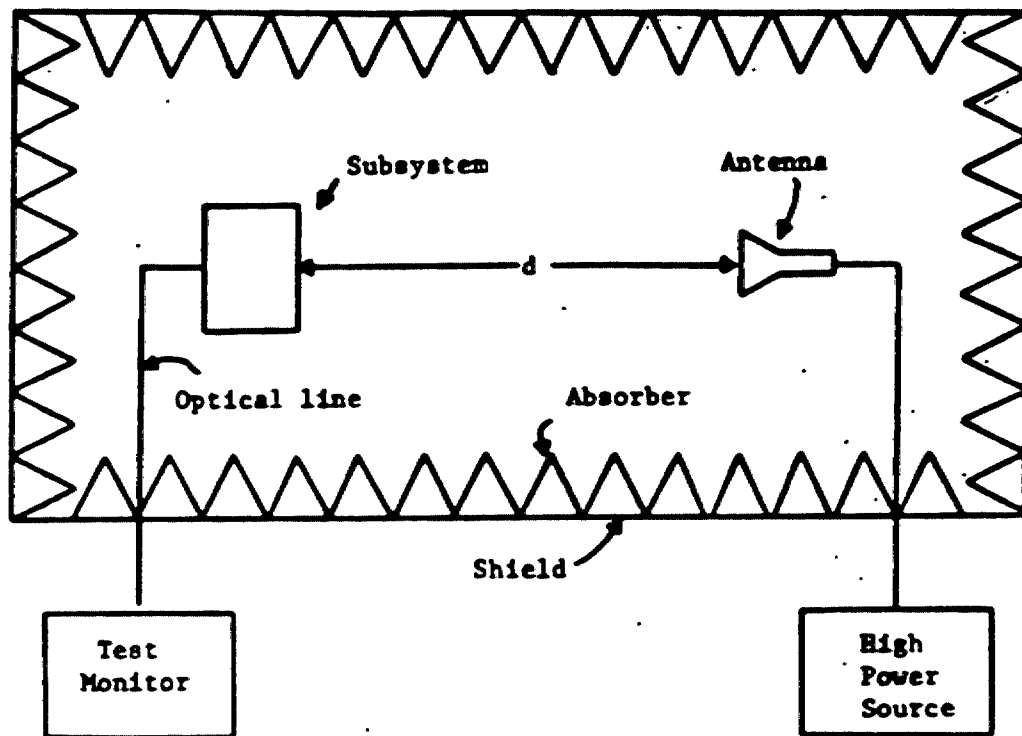 Subsystem
Antenna
d
Optical line
Absorber
Shield
Test
Monitor
High
Power
Source